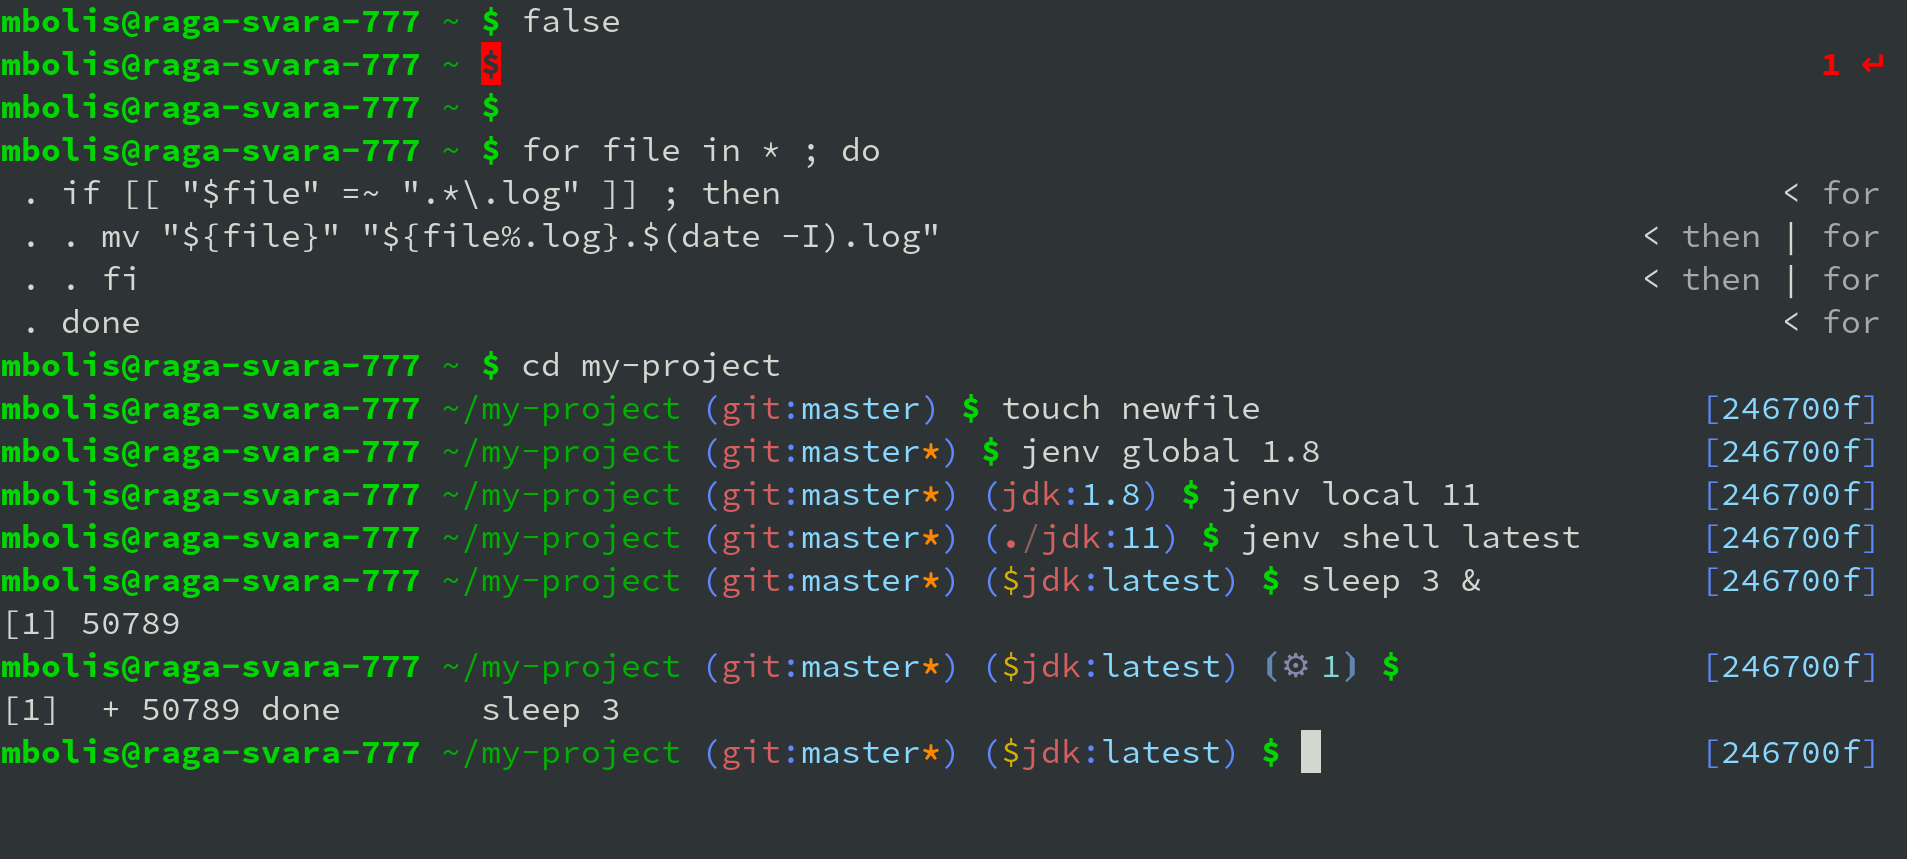 mbolis@raga-svara-777 ~ $ false
mbolis@raga-svara-777 ~ $ 1 ↵
mbolis@raga-svara-777 ~ $
mbolis@raga-svara-777 ~ $ for file in * ; do
. if [[ "$file" =~ ".*\.log" ]] ; then < for
. . mv "${file}" "${file%.log}.$(date -I).log" < then | for
. . fi < then | for
. done < for
mbolis@raga-svara-777 ~ $ cd my-project
mbolis@raga-svara-777 ~/my-project (git:master) $ touch newfile [246700f]
mbolis@raga-svara-777 ~/my-project (git:master*) $ jenv global 1.8 [246700f]
mbolis@raga-svara-777 ~/my-project (git:master*) (jdk:1.8) $ jenv local 11 [246700f]
mbolis@raga-svara-777 ~/my-project (git:master*) (./jdk:11) $ jenv shell latest [246700f]
mbolis@raga-svara-777 ~/my-project (git:master*) ($jdk:latest) $ sleep 3 & [246700f]
[1] 50789
mbolis@raga-svara-777 ~/my-project (git:master*) ($jdk:latest) (⚙ 1) $ [246700f]
[1] + 50789 done sleep 3
mbolis@raga-svara-777 ~/my-project (git:master*) ($jdk:latest) $ [246700f]